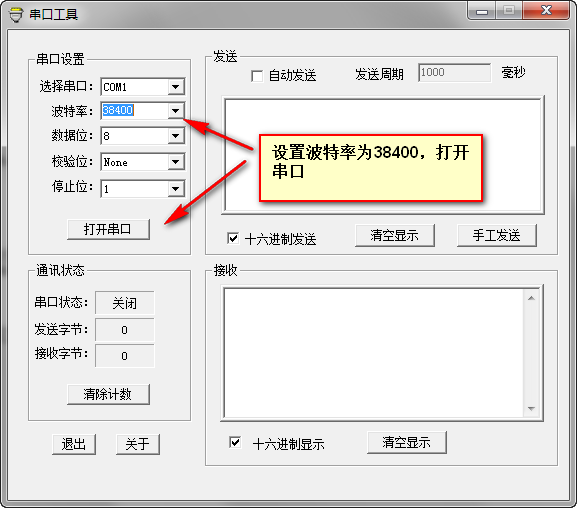 串口工具
串口设置
选择串口： COM1
波特率： 38400
数据位： 8
校验位： None
停止位： 1
打开串口
通讯状态
串口状态： 关闭
发送字节： 0
接收字节： 0
清除计数
退出 关于
发送
自动发送 发送周期 1000 毫秒
设置波特率为38400，打开
串口
十六进制发送 清空显示 手工发送
接收
十六进制显示 清空显示